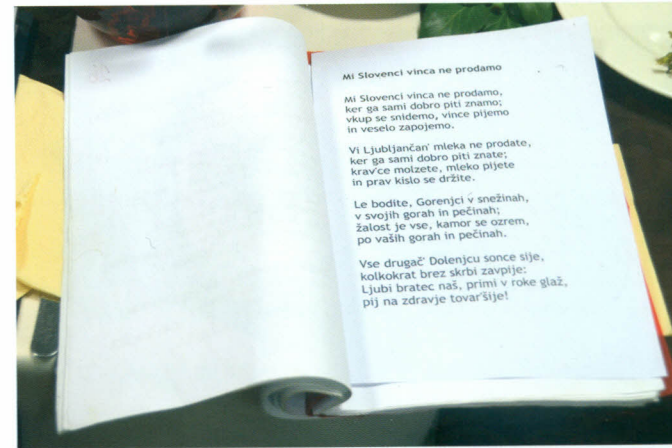 Mi Slovenci vinca ne prodamo
Mi Slovenci vinca ne prodamo,
ker ga sami dobro piti znamo;
vkup se snidemo, vince pijemo
in veselo zapojemo.
Vi Ljubljančan' mleka ne prodate,
ker ga sami dobro piti znate;
krav'ce molzete, mleko pijete
in prav kislo se držite.
Le bodite, Gorenjci v snežinah,
v svojih gorah in pečinah;
žalost je vse, kamor se ozrem,
po vaših gorah in pečinah.
Vse drugač' Dolenjcu sonce sije,
kolkokrat brez skrbi zavpije:
Ljubi bratec naš, primi v roke glaž,
pij na zdravje tovar'šije!